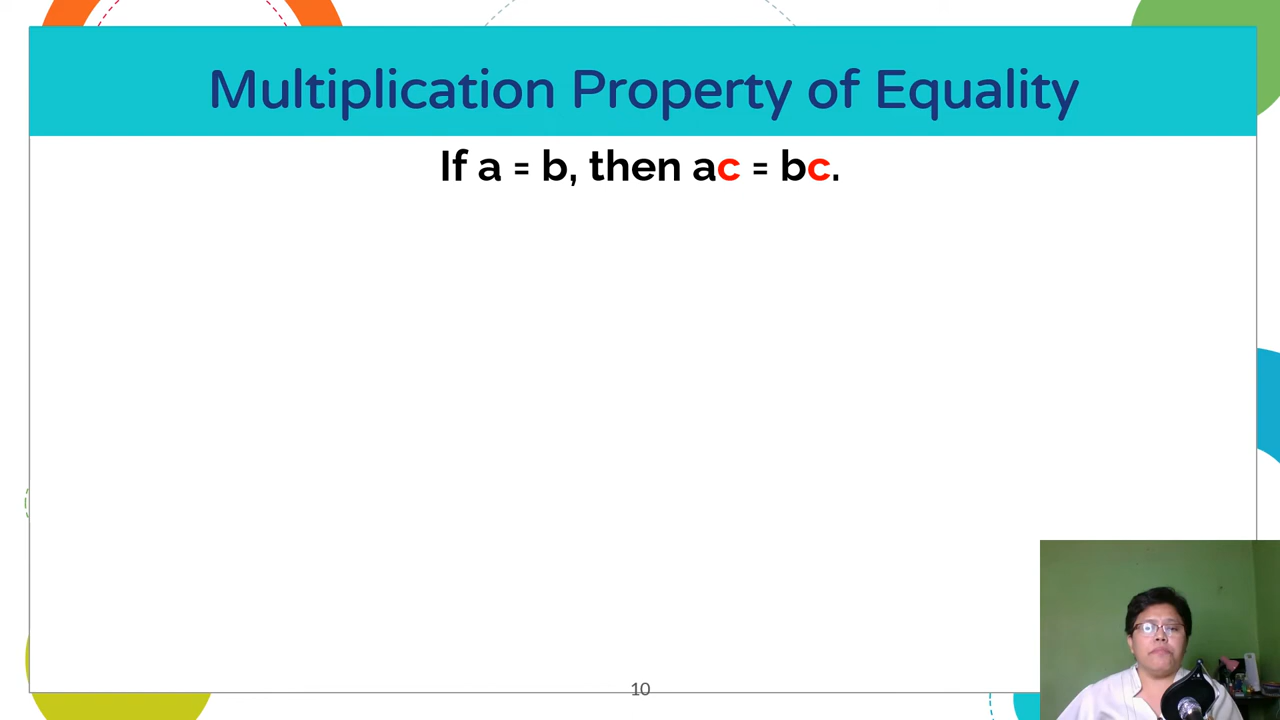 Multiplication Property of Equality
If a = b, then ac = bc.
10